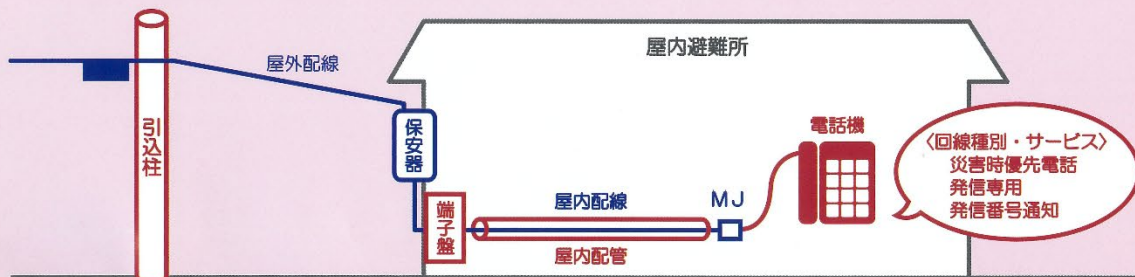 屋内避難所
屋外配線
引込柱
保安器
電話機
〈回線種別・サービス〉
災害時優先電話
発信専用
発信番号通知
端子盤
屋内配線
MJ
屋内配管